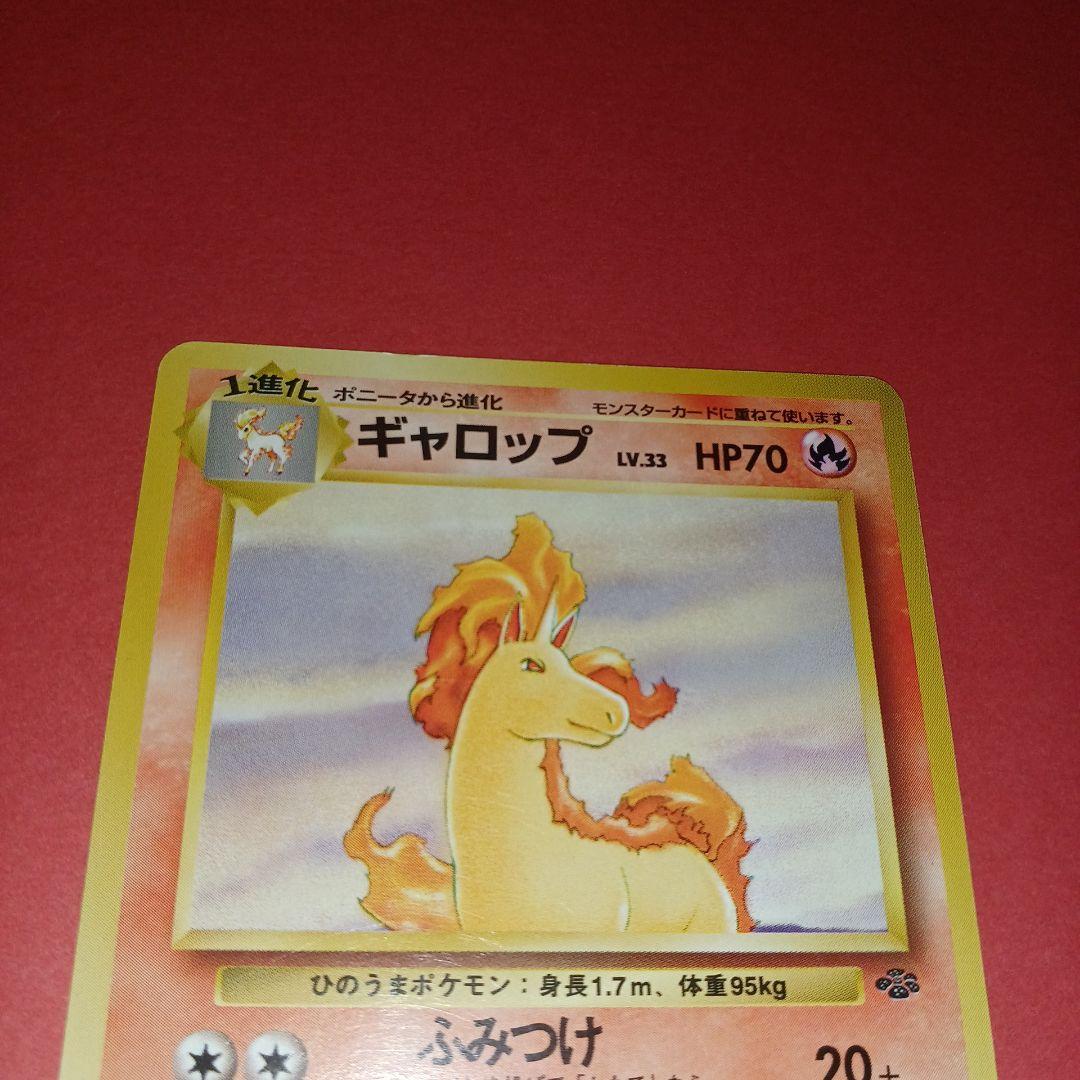 1進化
ポニータから進化
モンスターカードに重ねて使います。
ギャロップ LV.33 HP70
ひのうまポケモン：身長1.7m、体重95kg
ふみつけ
20+